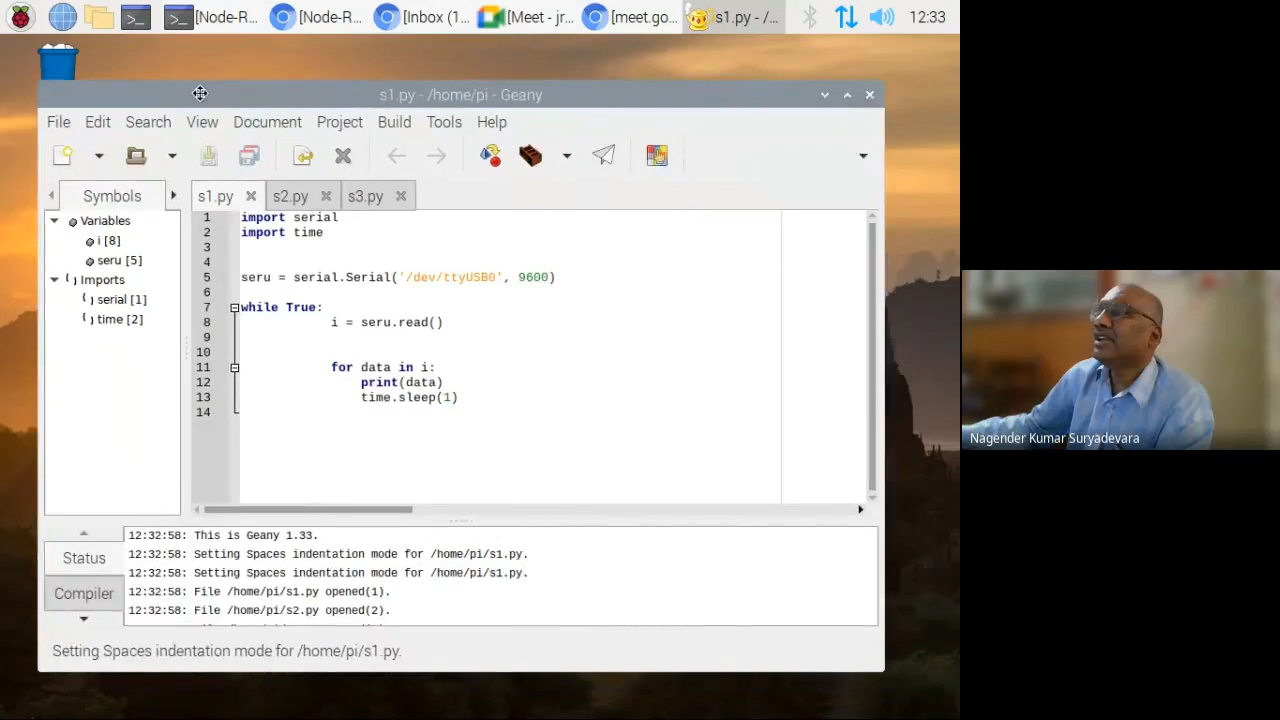 [Node-R... [Node-R... [Inbox (1... [Meet - jr... [meet.go... s1.py - /... 12:33
s1.py - /home/pi - Geany
File Edit Search View Document Project Build Tools Help
Symbols s1.py s2.py s3.py
Variables
i [8]
seru [5]
Imports
serial [1]
time [2]
1 import serial
2 import time
3
4
5 seru = serial.Serial('/dev/ttyUSB0', 9600)
6
7 while True:
8 i = seru.read()
9
10
11 for data in i:
12 print(data)
13 time.sleep(1)
14
Status
Compiler
12:32:58: This is Geany 1.33.
12:32:58: Setting Spaces indentation mode for /home/pi/s1.py.
12:32:58: Setting Spaces indentation mode for /home/pi/s1.py.
12:32:58: File /home/pi/s1.py opened(1).
12:32:58: File /home/pi/s2.py opened(2).
Setting Spaces indentation mode for /home/pi/s1.py.
Nagender Kumar Suryadevara